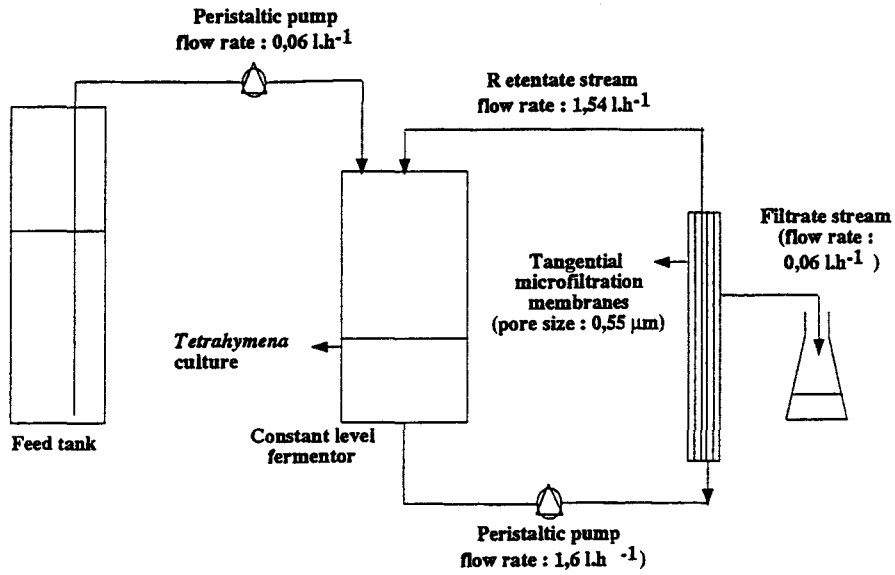 Peristaltic pump
flow rate : 0,06 l.h-1
R etentate stream
flow rate : 1,54 l.h-1
Filtrate stream
(flow rate :
0,06 l.h-1 )
Tangential
microfiltration
membranes
(pore size : 0,55 µm)
Tetrahymena
culture
Feed tank
Constant level
fermentor
Peristaltic pump
flow rate : 1,6 l.h -1)